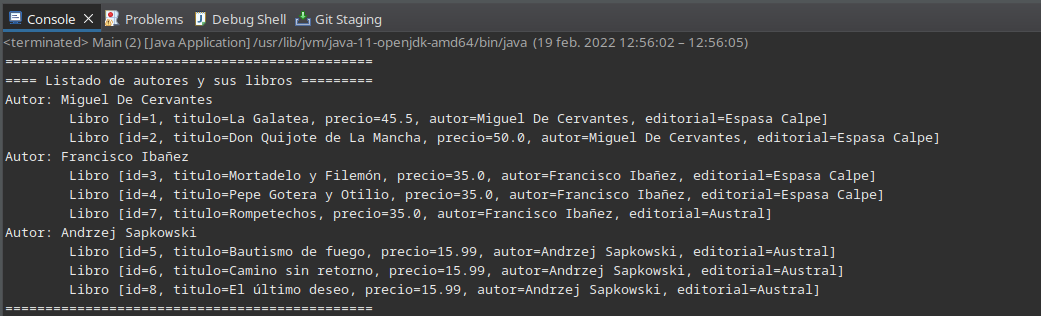 Console Problems Debug Shell Git Staging
<terminated> Main (2) [Java Application] /usr/lib/jvm/java-11-openjdk-amd64/bin/java (19 feb. 2022 12:56:02 – 12:56:05)
==============================================
==== Listado de autores y sus libros =========
Autor: Miguel De Cervantes
Libro [id=1, titulo=La Galatea, precio=45.5, autor=Miguel De Cervantes, editorial=Espasa Calpe]
Libro [id=2, titulo=Don Quijote de La Mancha, precio=50.0, autor=Miguel De Cervantes, editorial=Espasa Calpe]
Autor: Francisco Ibañez
Libro [id=3, titulo=Mortadelo y Filemón, precio=35.0, autor=Francisco Ibañez, editorial=Espasa Calpe]
Libro [id=4, titulo=Pepe Gotera y Otilio, precio=35.0, autor=Francisco Ibañez, editorial=Espasa Calpe]
Libro [id=7, titulo=Rompetechos, precio=35.0, autor=Francisco Ibañez, editorial=Austral]
Autor: Andrzej Sapkowski
Libro [id=5, titulo=Bautismo de fuego, precio=15.99, autor=Andrzej Sapkowski, editorial=Austral]
Libro [id=6, titulo=Camino sin retorno, precio=15.99, autor=Andrzej Sapkowski, editorial=Austral]
Libro [id=8, titulo=El último deseo, precio=15.99, autor=Andrzej Sapkowski, editorial=Austral]
==============================================